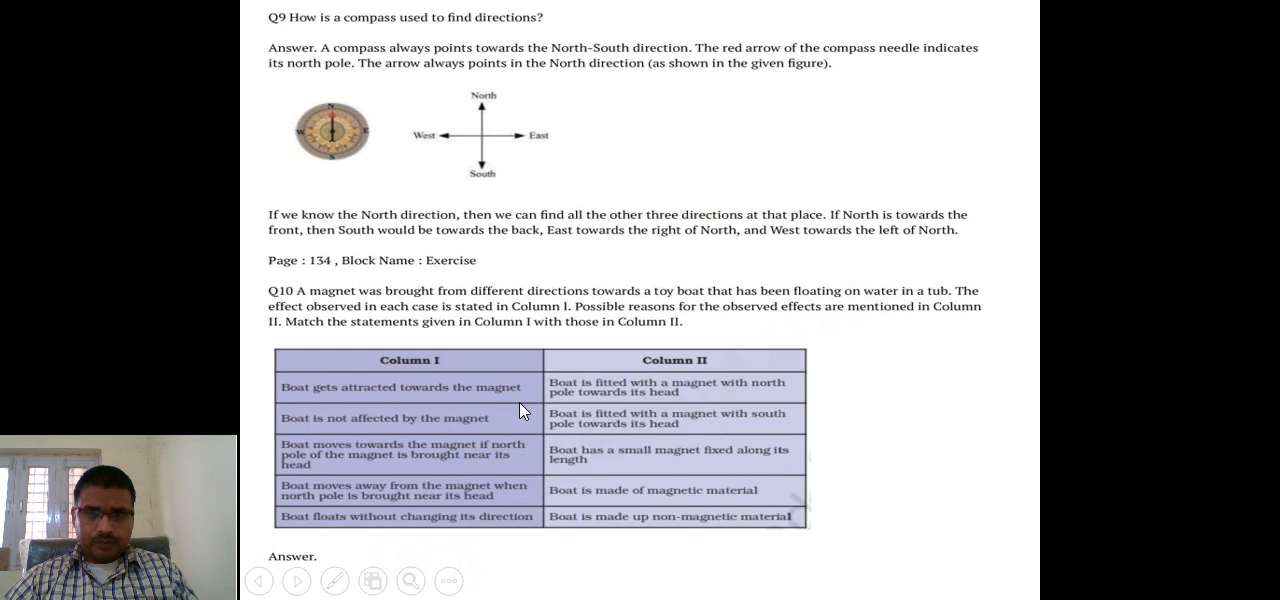 Q9 How is a compass used to find directions?
Answer. A compass always points towards the North-South direction. The red arrow of the compass needle indicates
its north pole. The arrow always points in the North direction (as shown in the given figure).
N
W
E
S
North
West
East
South
If we know the North direction, then we can find all the other three directions at that place. If North is towards the
front, then South would be towards the back, East towards the right of North, and West towards the left of North.
Page : 134 , Block Name : Exercise
Q10 A magnet was brought from different directions towards a toy boat that has been floating on water in a tub. The
effect observed in each case is stated in Column l. Possible reasons for the observed effects are mentioned in Column
II. Match the statements given in Column I with those in Column II.
Column I
Column II
Boat gets attracted towards the magnet
Boat is fitted with a magnet with north
pole towards its head
Boat is not affected by the magnet
Boat is fitted with a magnet with south
pole towards its head
Boat moves towards the magnet if north
pole of the magnet is brought near its
head
Boat has a small magnet fixed along its
length
Boat moves away from the magnet when
north pole is brought near its head
Boat is made of magnetic material
Boat floats without changing its direction
Boat is made up non-magnetic material
Answer.